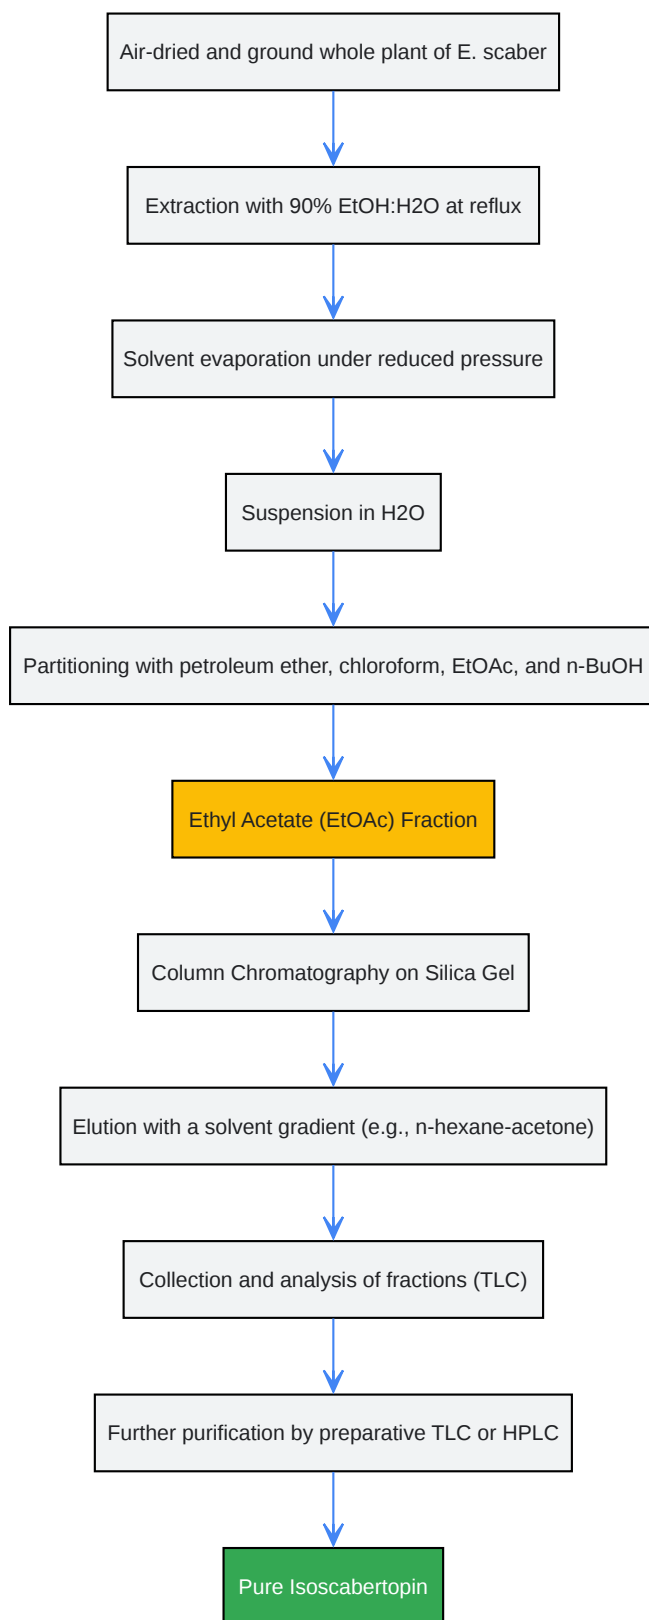 Air-dried and ground whole plant of E. scaber
Extraction with 90% EtOH:H2O at reflux
Solvent evaporation under reduced pressure
Suspension in H2O
Partitioning with petroleum ether, chloroform, EtOAc, and n-BuOH
Ethyl Acetate (EtOAc) Fraction
Column Chromatography on Silica Gel
Elution with a solvent gradient (e.g., n-hexane-acetone)
Collection and analysis of fractions (TLC)
Further purification by preparative TLC or HPLC
Pure Isoscabertopin